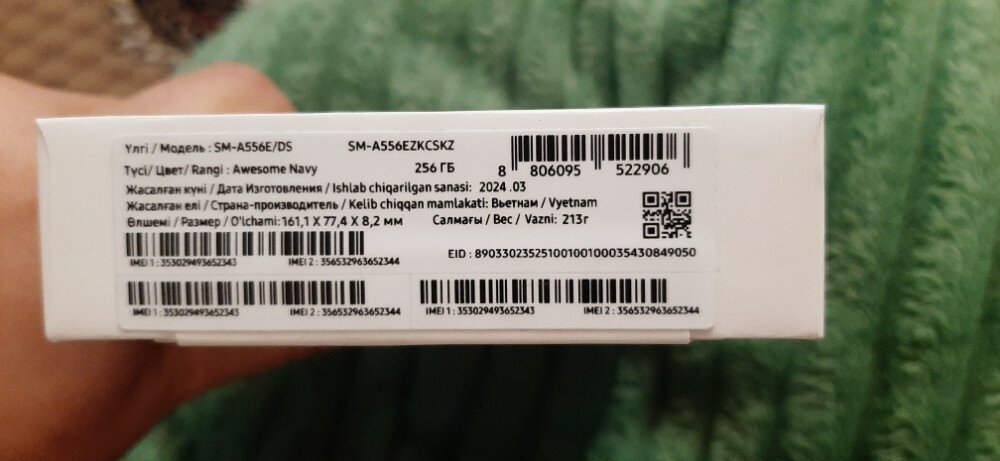 Үлгі / Модель : SM-A556E/DS SM-A556EZKCSKZ
Түсі/ Цвет/ Rangi : Awesome Navy 256 ГБ
8 806095 522906
Жасалған күні / Дата Изготовления / Ishlab chiqarilgan sanasi: 2024 .03
Жасалған елі / Страна-производитель / Kelib chiqqan mamlakati: Вьетнам / Vyetnam
Өлшемі / Размер / O'lchami: 161,1 X 77,4 X 8,2 мм Салмағы / Вес / Vazni: 213г
EID : 89033023525100100100035430849050
IMEI 1 : 353029493652343 IMEI 2 : 356532963652344
IMEI 1 : 353029493652343 IMEI 2 : 356532963652344 IMEI 1 : 353029493652343 IMEI 2 : 356532963652344